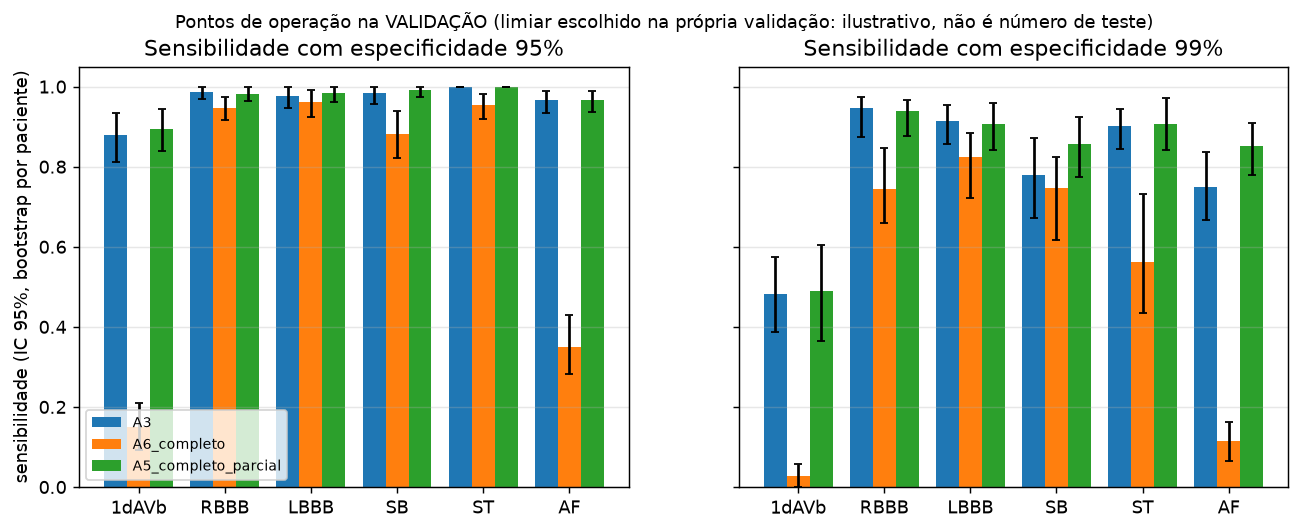 Pontos de operação na VALIDAÇÃO (limiar escolhido na própria validação: ilustrativo, não é número de teste)
Sensibilidade com especificidade 95%
Sensibilidade com especificidade 99%
sensibilidade (IC 95%, bootstrap por paciente)
1.0
0.8
0.6
0.4
0.2
0.0
A3
A6_completo
A5_completo_parcial
1dAVb RBBB LBBB SB ST AF
1dAVb RBBB LBBB SB ST AF